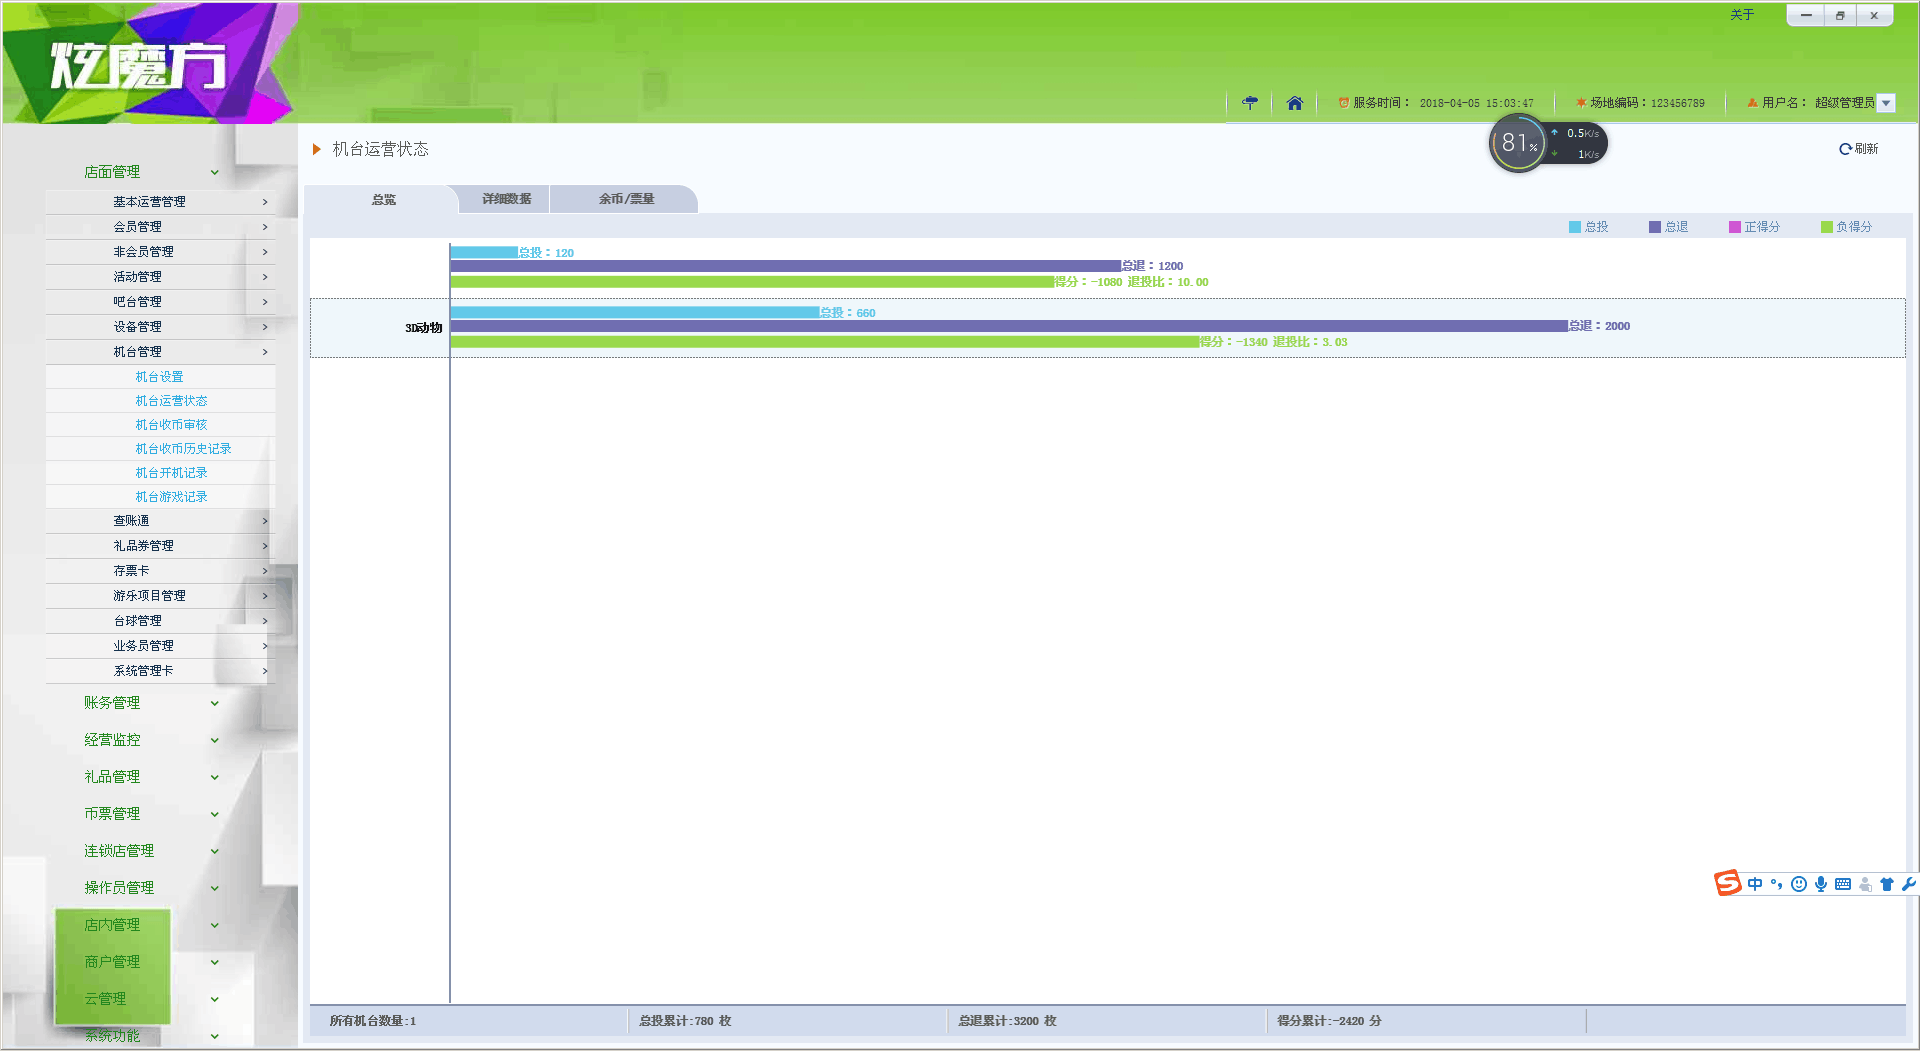 关于
炫魔方
服务时间： 2018-04-05 15:03:47
场地编码：123456789
用户名： 超级管理员
81%
0.5K/s
1K/s
机台运营状态
刷新
总览
详细数据
余币/票量
总投
总退
正得分
负得分
总投：120
总退：1200
得分：-1080 退投比：10.00
3D动物
总投：660
总退：2000
得分：-1340 退投比：3.03
店面管理
基本运营管理
会员管理
非会员管理
活动管理
吧台管理
设备管理
机台管理
机台设置
机台运营状态
机台收币审核
机台收币历史记录
机台开机记录
机台游戏记录
查账通
礼品券管理
存票卡
游乐项目管理
台球管理
业务员管理
系统管理卡
账务管理
经营监控
礼品管理
币票管理
连锁店管理
操作员管理
店内管理
商户管理
云管理
系统功能
S 中
所有机台数量:1
总投累计:780 枚
总退累计:3200 枚
得分累计:-2420 分